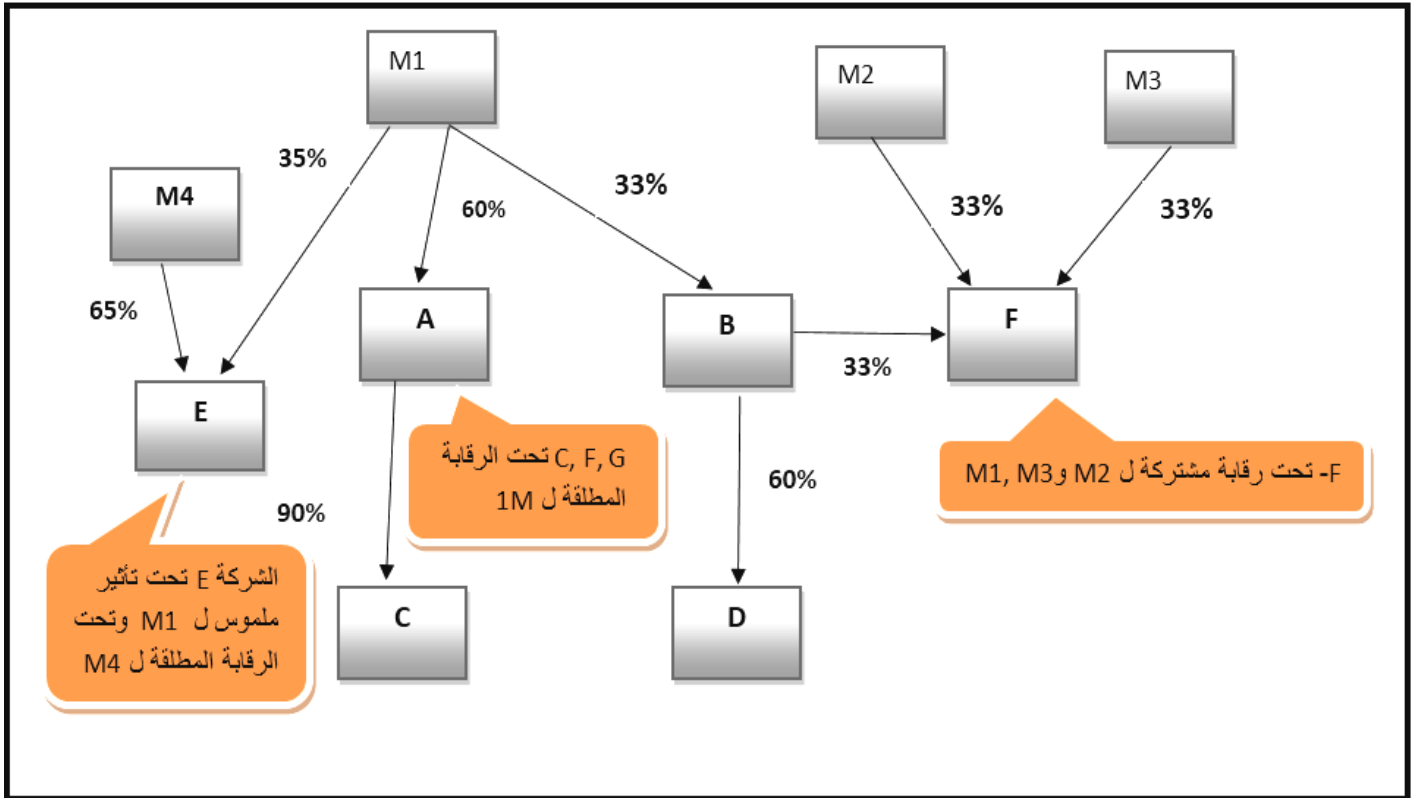 M1
M2
M3
35%
33%
M4
60%
33%
33%
65%
A
B
F
33%
E
C, F, G تحت الرقابة
المطلقة ل 1M
F- تحت رقابة مشتركة ل M2 وM1, M3
60%
90%
الشركة E تحت تأثير
ملموس ل M1 وتحت
الرقابة المطلقة ل M4
C
D